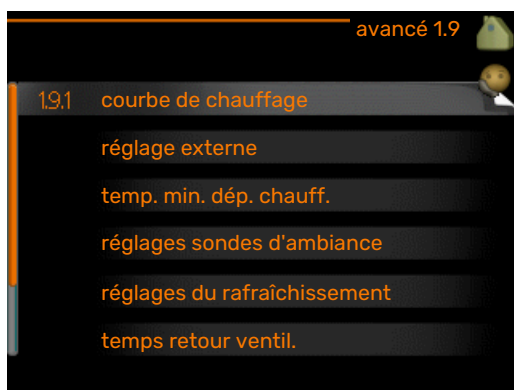 avancé 1.9
1.9.1 courbe de chauffage
réglage externe
temp. min. dép. chauff.
réglages sondes d'ambiance
réglages du rafraîchissement
temps retour ventil.